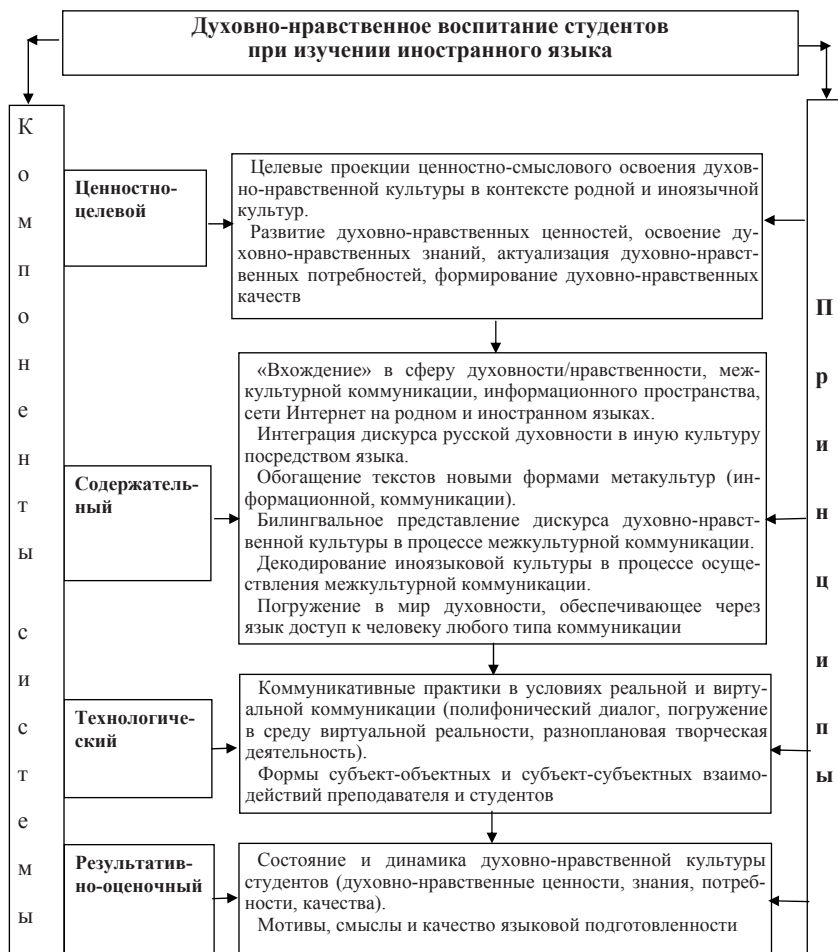 Духовно-нравственное воспитание студентов
при изучении иностранного языка
Компоненты системы
Ценностно-
целевой
Целевые проекции ценностно-смыслового освоения духов-
но-нравственной культуры в контексте родной и иноязычной
культур.
Развитие духовно-нравственных ценностей, освоение ду-
ховно-нравственных знаний, актуализация духовно-нравст-
венных потребностей, формирование духовно-нравственных
качеств
Содержатель-
ный
«Вхождение» в сферу духовности/нравственности, меж-
культурной коммуникации, информационного пространства,
сети Интернет на родном и иностранном языках.
Интеграция дискурса русской духовности в иную культуру
посредством языка.
Обогащение текстов новыми формами метакультур (ин-
формационной, коммуникации).
Билингвальное представление дискурса духовно-нравст-
венной культуры в процессе межкультурной коммуникации.
Декодирование иноязыковой культуры в процессе осуще-
ствления межкультурной коммуникации.
Погружение в мир духовности, обеспечивающее через
язык доступ к человеку любого типа коммуникации
Технологиче-
ский
Коммуникативные практики в условиях реальной и вирту-
альной коммуникации (полифонический диалог, погружение
в среду виртуальной реальности, разноплановая творческая
деятельность).
Формы субъект-объектных и субъект-субъектных взаимо-
действий преподавателя и студентов
Результатив-
но-оценочный
Состояние и динамика духовно-нравственной культуры
студентов (духовно-нравственные ценности, знания, потреб-
ности, качества).
Мотивы, смыслы и качество языковой подготовленности
Принципы